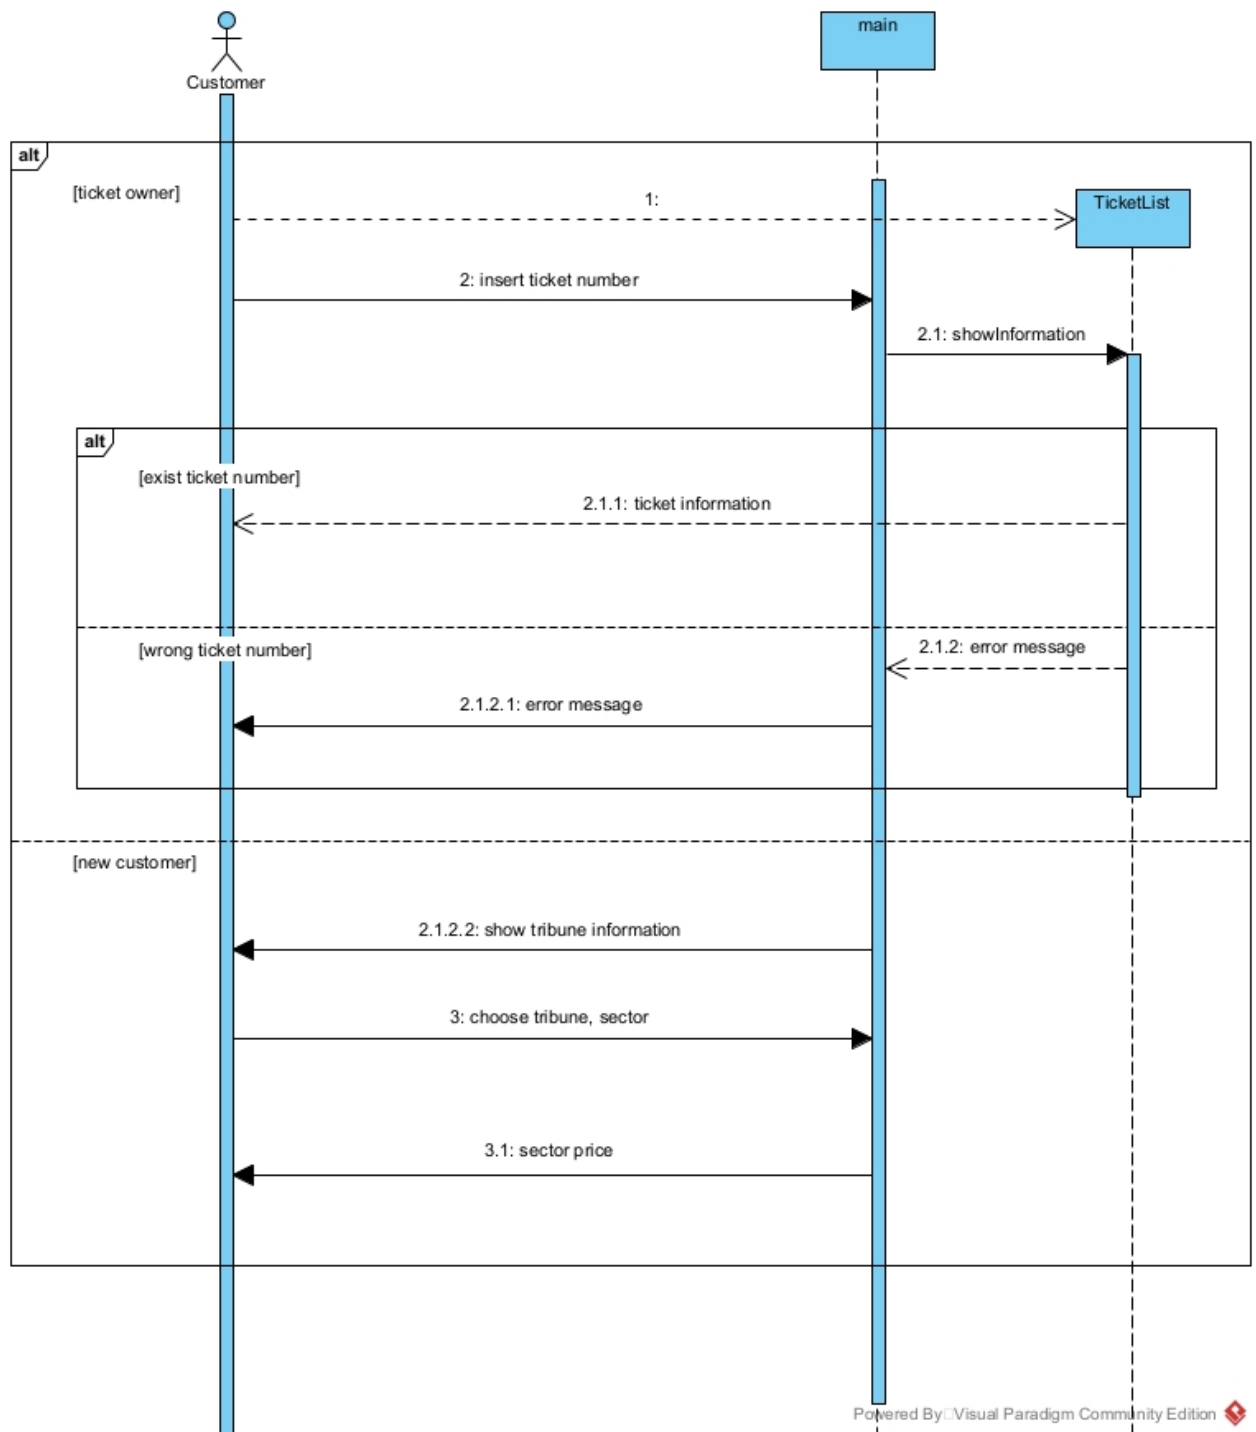 main
Customer
alt
[ticket owner]
1:
TicketList
2: insert ticket number
2.1: showInformation
alt
[exist ticket number]
2.1.1: ticket information
[wrong ticket number]
2.1.2: error message
2.1.2.1: error message
[new customer]
2.1.2.2: show tribune information
3: choose tribune, sector
3.1: sector price
Powered By Visual Paradigm Community Edition